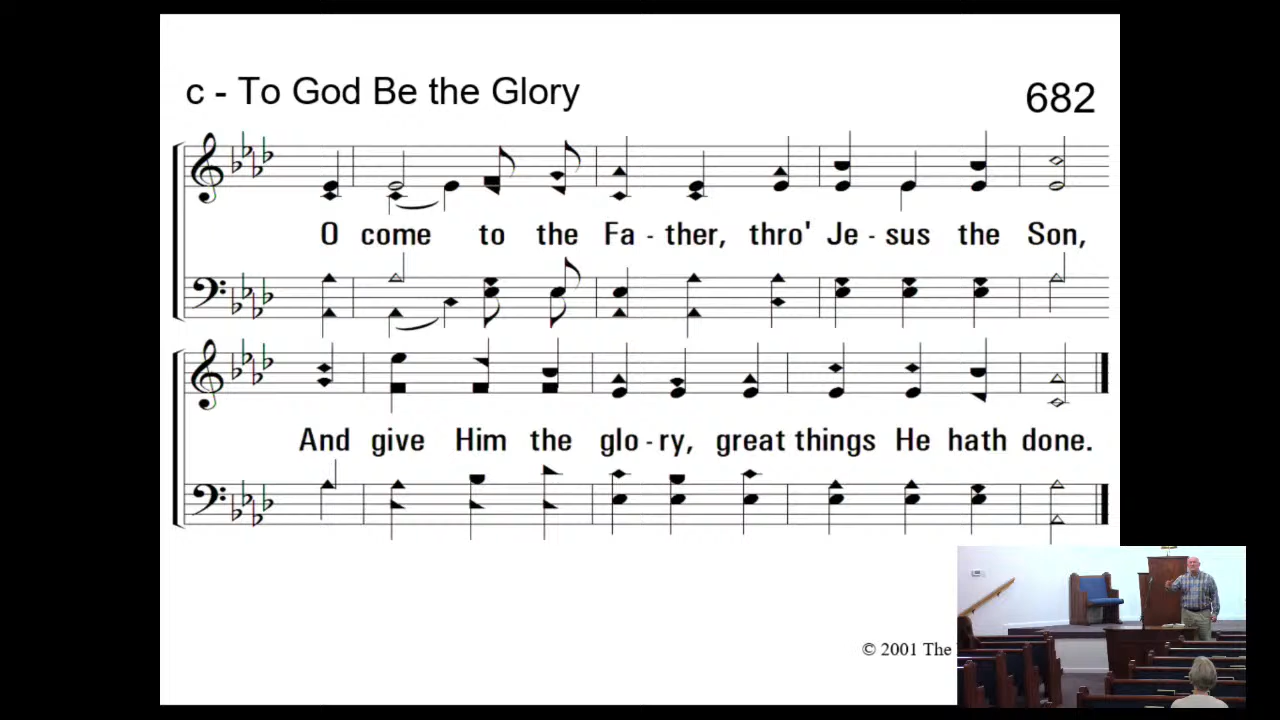 c - To God Be the Glory
682
O come to the Fa - ther, thro' Je - sus the Son,
And give Him the glo - ry, great things He hath done.
© 2001 The